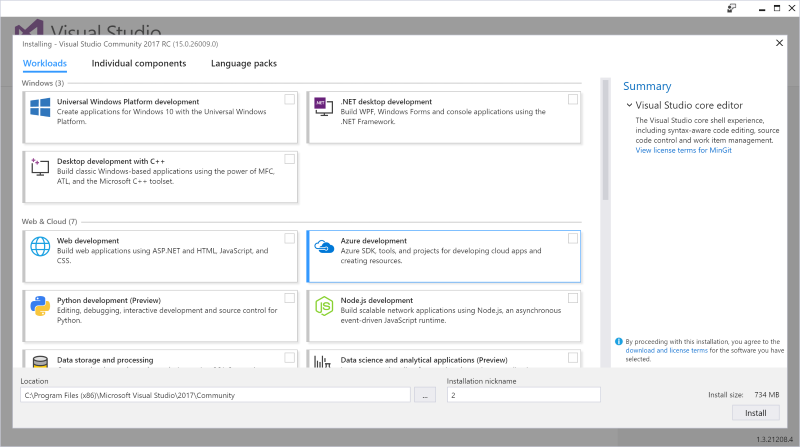 Visual Studio
Installing - Visual Studio Community 2017 RC (15.0.26009.0)
Workloads Individual components Language packs
Windows (3)
Universal Windows Platform development
Create applications for Windows 10 with the Universal Windows
Platform.
.NET desktop development
Build WPF, Windows Forms and console applications using the
.NET Framework.
Desktop development with C++
Build classic Windows-based applications using the power of MFC,
ATL, and the Microsoft C++ toolset.
Web & Cloud (7)
Web development
Build web applications using ASP.NET and HTML, JavaScript, and
CSS.
Azure development
Azure SDK, tools, and projects for developing cloud apps and
creating resources.
Python development (Preview)
Editing, debugging, interactive development and source control for
Python.
Node.js development
Build scalable network applications using Node.js, an asynchronous
event-driven JavaScript runtime.
Data storage and processing
Data science and analytical applications (Preview)
Summary
Visual Studio core editor
The Visual Studio core shell experience,
including syntax-aware code editing, source
code control and work item management.
View license terms for MinGit
By proceeding with this installation, you agree to the
download and license terms for the software you have
selected.
Location
C:\Program Files (x86)\Microsoft Visual Studio\2017\Community
...
Installation nickname
2
Install size: 734 MB
Install
1.3.21208.4